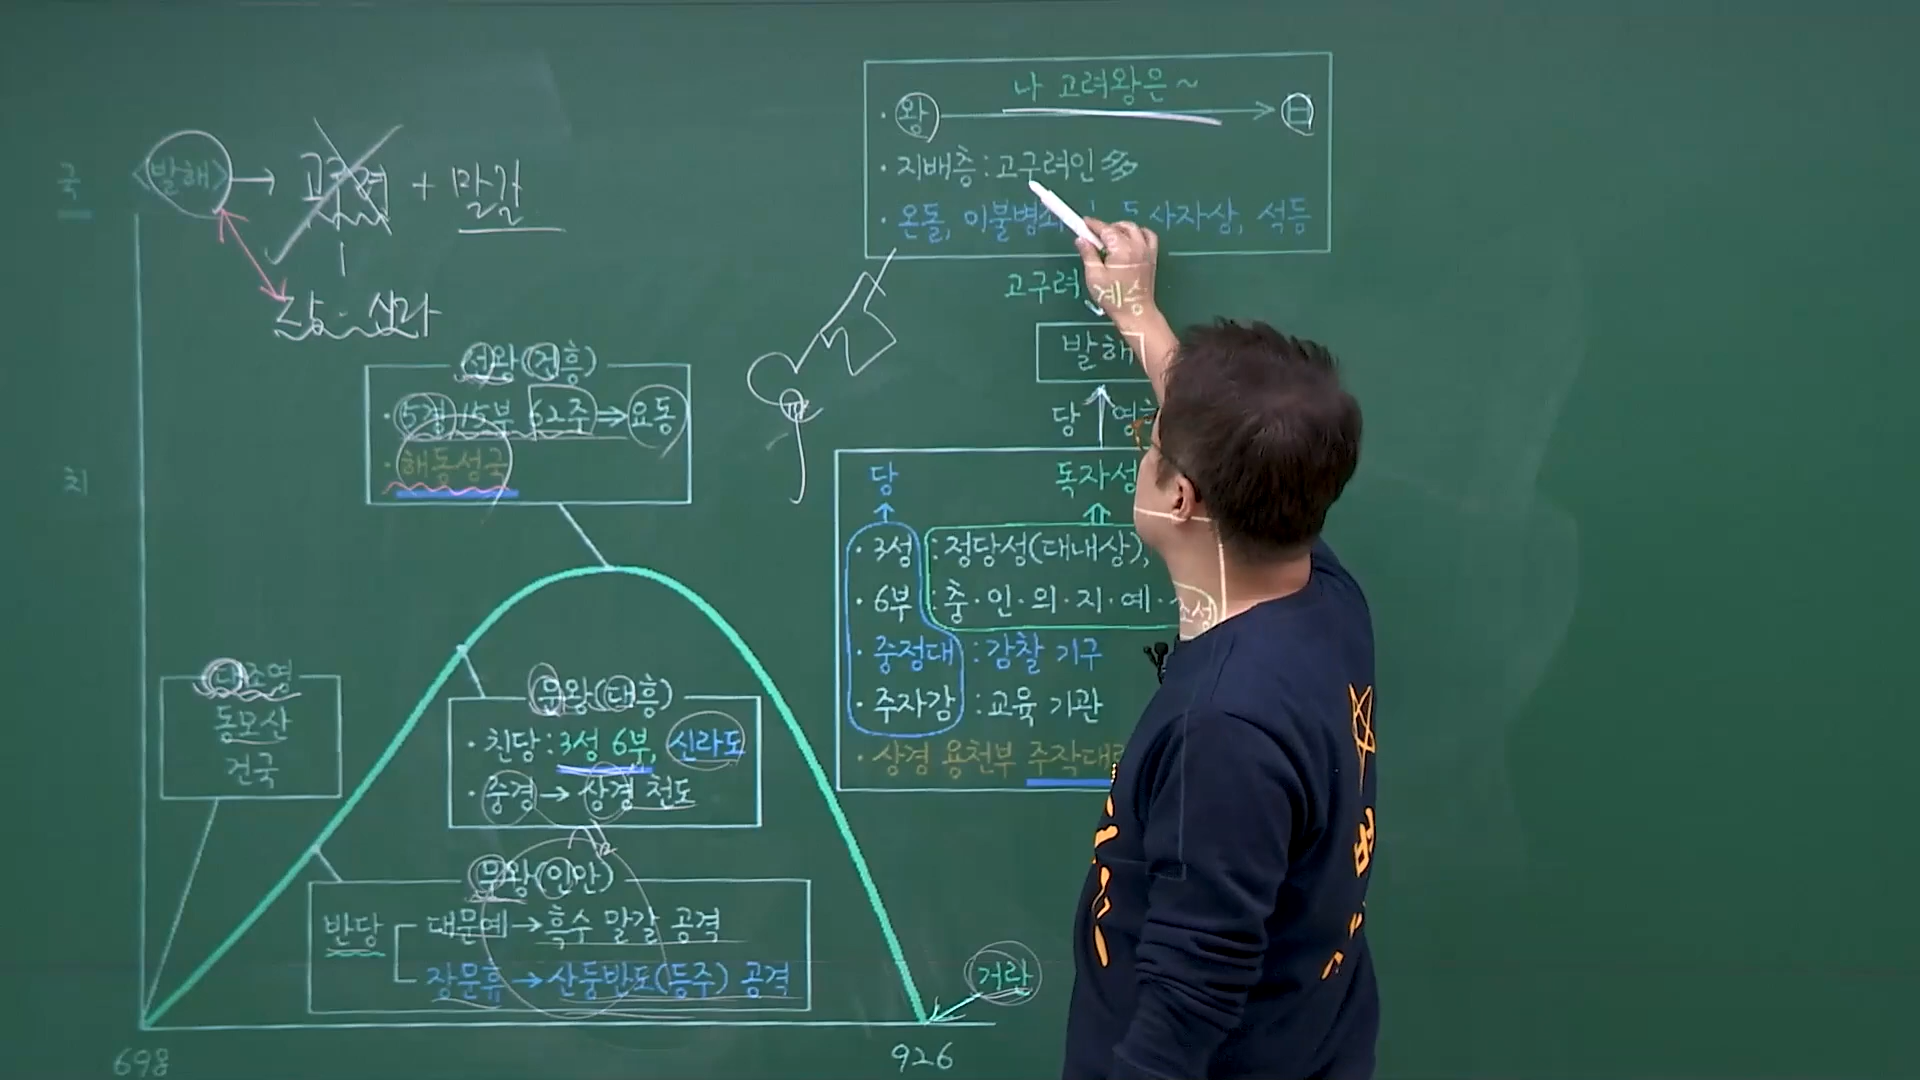 국
치
<발해> → 고구려 + 말갈
당-신라
선왕(건흥)
· 5경 15부 62주 ⇒ 요동
· 해동성국
대조영
동모산
건국
문왕(대흥)
· 친당 : 3성 6부, 신라도
· 중경 → 상경 천도
무왕(인안)
반당
대문예 → 흑수 말갈 공격
장문휴 → 산둥반도(등주) 공격
거란
698
926
나 고려왕은 ~
· 왕 → 日
· 지배층 : 고구려인 多
· 온돌, 이불병 사자상, 석등
고구려 계승
발해
당 영
당
독자성
· 3성 : 정당성(대내상),
· 6부 : 충·인·의·지·예·
· 중정대 : 감찰 기구
· 주자감 : 교육 기관
· 상경 용천부 주작대